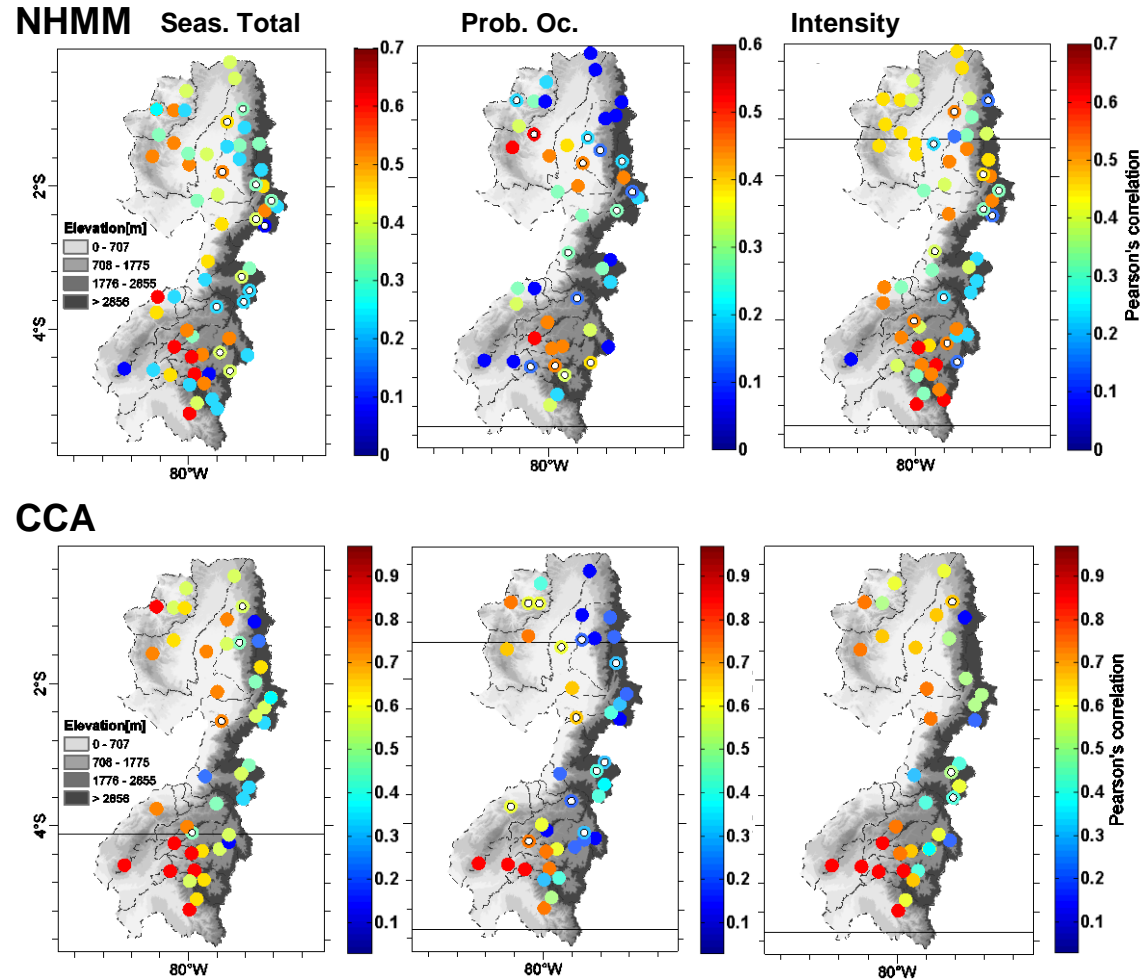 NHMM Seas. Total Prob. Oc. Intensity
0.7
0.6
0.5
0.4
0.3
0.2
0.1
0
0.6
0.5
0.4
0.3
0.2
0.1
0
0.7
0.6
0.5
0.4
0.3
0.2
0.1
0
Pearson's correlation
2°S
4°S
Elevation[m]
0 - 707
708 - 1775
1776 - 2855
> 2856
80°W
80°W
80°W
CCA
0.9
0.8
0.7
0.6
0.5
0.4
0.3
0.2
0.1
0.9
0.8
0.7
0.6
0.5
0.4
0.3
0.2
0.1
0.9
0.8
0.7
0.6
0.5
0.4
0.3
0.2
0.1
Pearson's correlation
2°S
4°S
Elevation[m]
0 - 707
708 - 1775
1776 - 2855
> 2856
80°W
80°W
80°W